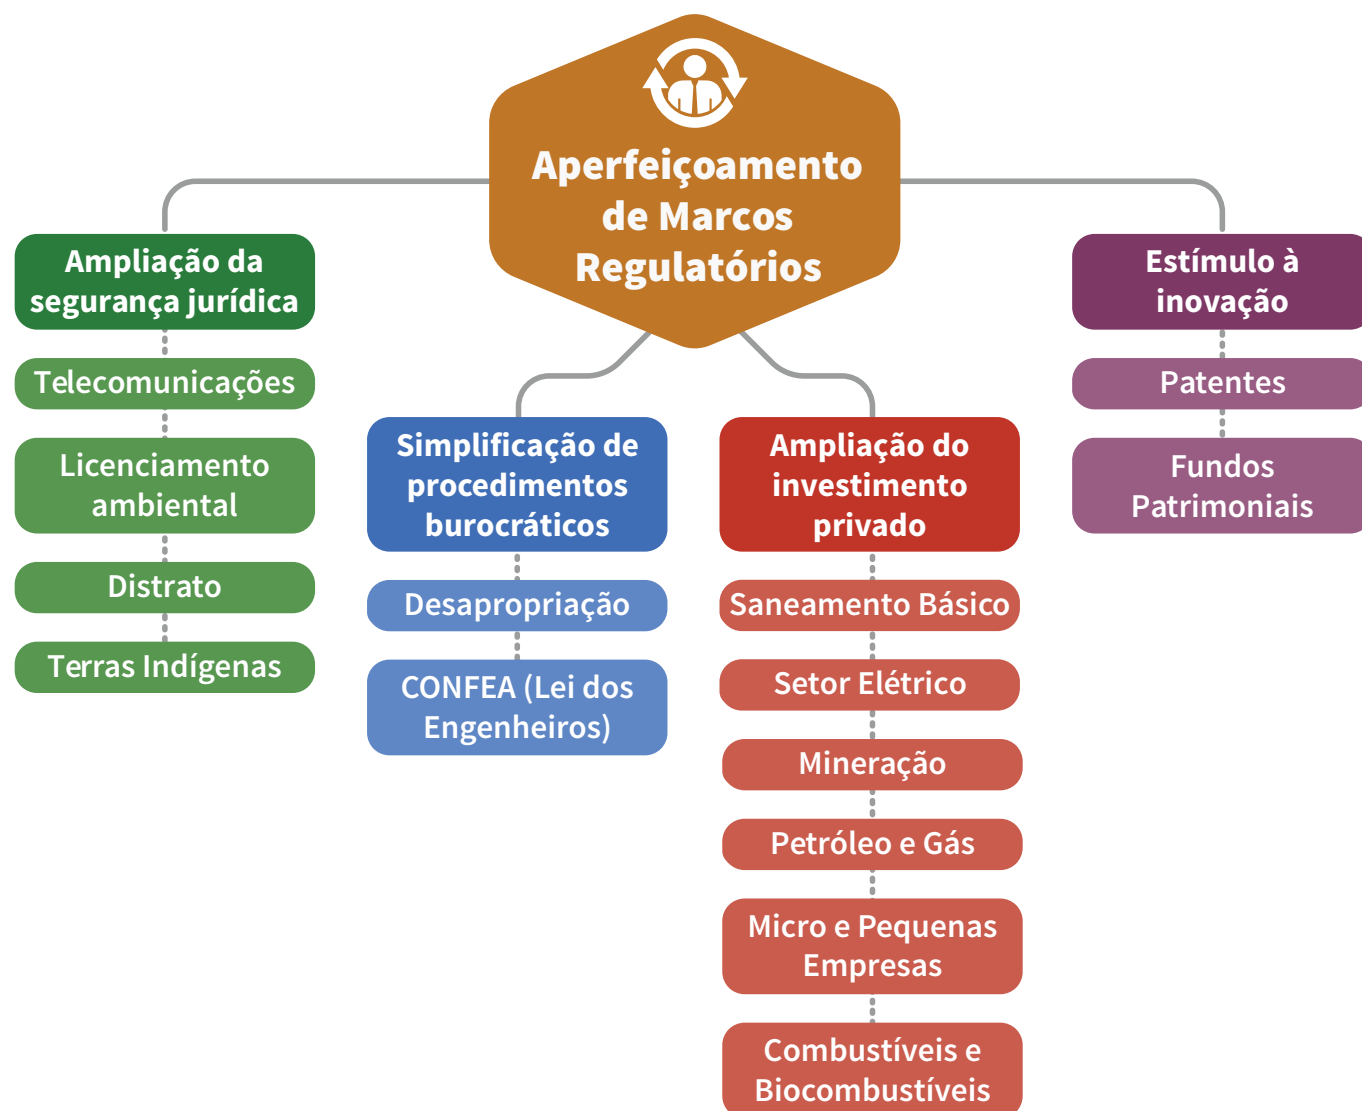 Aperfeiçoamento
de Marcos
Regulatórios
Ampliação da
segurança jurídica
Telecomunicações
Licenciamento
ambiental
Distrato
Terras Indígenas
Simplificação de
procedimentos
burocráticos
Desapropriação
CONFEA (Lei dos
Engenheiros)
Ampliação do
investimento
privado
Saneamento Básico
Setor Elétrico
Mineração
Petróleo e Gás
Micro e Pequenas
Empresas
Combustíveis e
Biocombustíveis
Estímulo à
inovação
Patentes
Fundos
Patrimoniais